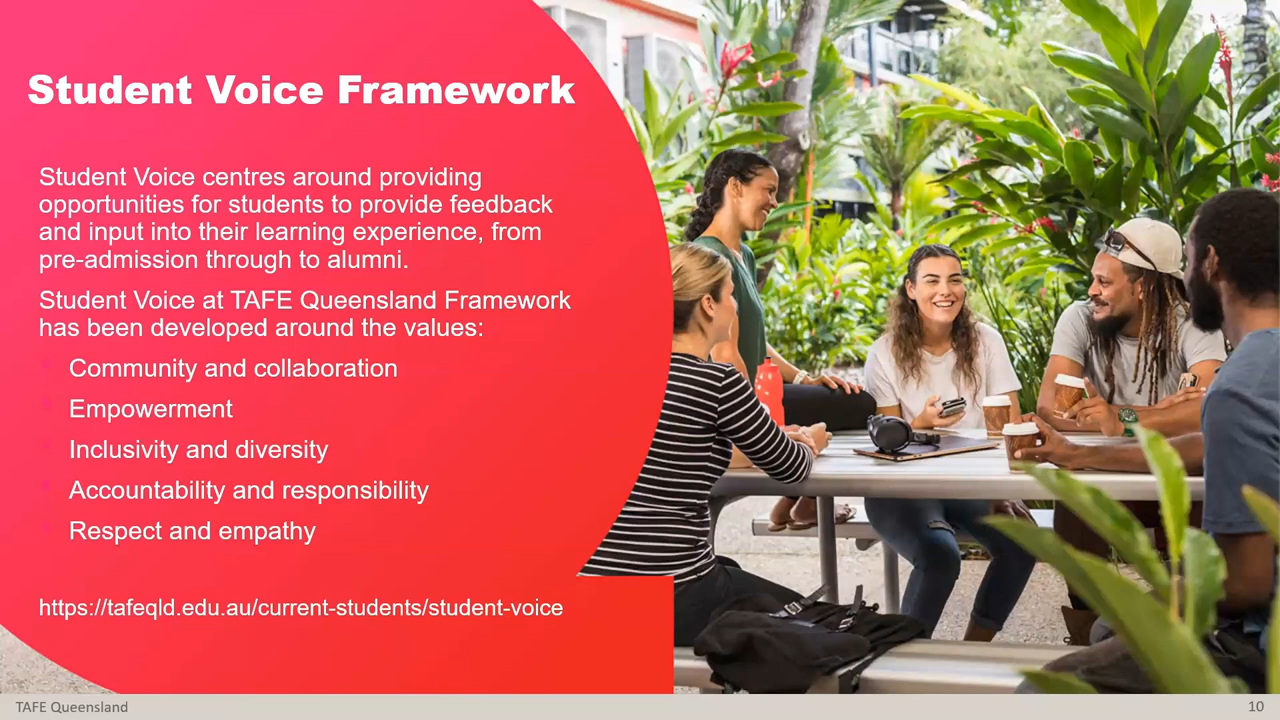 Student Voice Framework
Student Voice centres around providing
opportunities for students to provide feedback
and input into their learning experience, from
pre-admission through to alumni.
Student Voice at TAFE Queensland Framework
has been developed around the values:
Community and collaboration
Empowerment
Inclusivity and diversity
Accountability and responsibility
Respect and empathy
https://tafeqld.edu.au/current-students/student-voice
TAFE Queensland
10